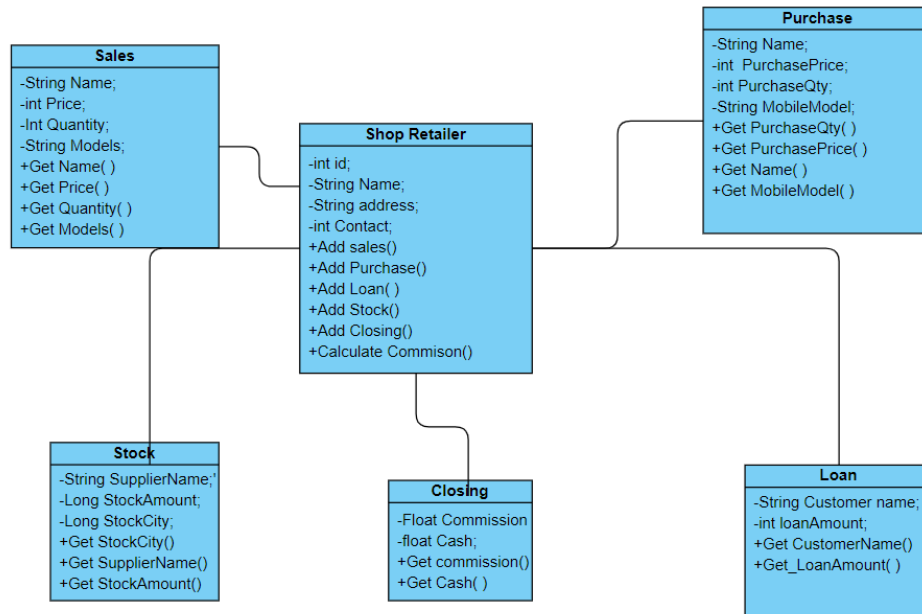 Sales
-String Name;
-int Price;
-Int Quantity;
-String Models;
+Get Name( )
+Get Price( )
+Get Quantity( )
+Get Models( )
Shop Retailer
-int id;
-String Name;
-String address;
-int Contact;
+Add sales()
+Add Purchase()
+Add Loan( )
+Add Stock()
+Add Closing()
+Calculate Commison()
Purchase
-String Name;
-int  PurchasePrice;
-int PurchaseQty;
-String MobileModel;
+Get PurchaseQty( )
+Get PurchasePrice( )
+Get Name( )
+Get MobileModel( )
Stock
-String SupplierName;'
-Long StockAmount;
-Long StockCity;
+Get StockCity()
+Get SupplierName()
+Get StockAmount()
Closing
-Float Commission
-float Cash;
+Get commission()
+Get Cash( )
Loan
-String Customer name;
-int loanAmount;
+Get CustomerName()
+Get_LoanAmount( )